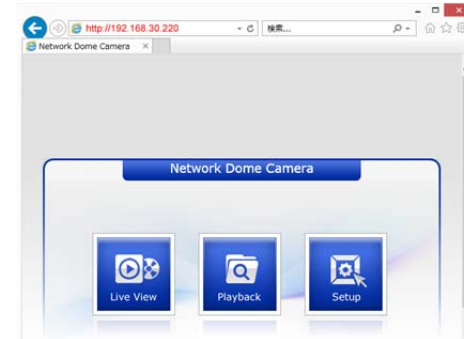 http://192.168.30.220
検索...
Network Dome Camera
Network Dome Camera
Live View
Playback
Setup